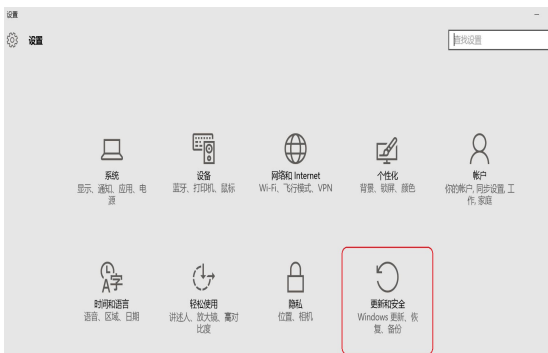 设置
设置
查找设置
系统
显示、通知、应用、电
源
设备
蓝牙、打印机、鼠标
网络和 Internet
Wi-Fi、飞行模式、VPN
个性化
背景、锁屏、颜色
帐户
你的帐户, 同步设置, 工
作, 家庭
时间和语言
语音、区域、日期
轻松使用
讲述人、放大镜、高对
比度
隐私
位置、相机
更新和安全
Windows 更新、恢
复、备份